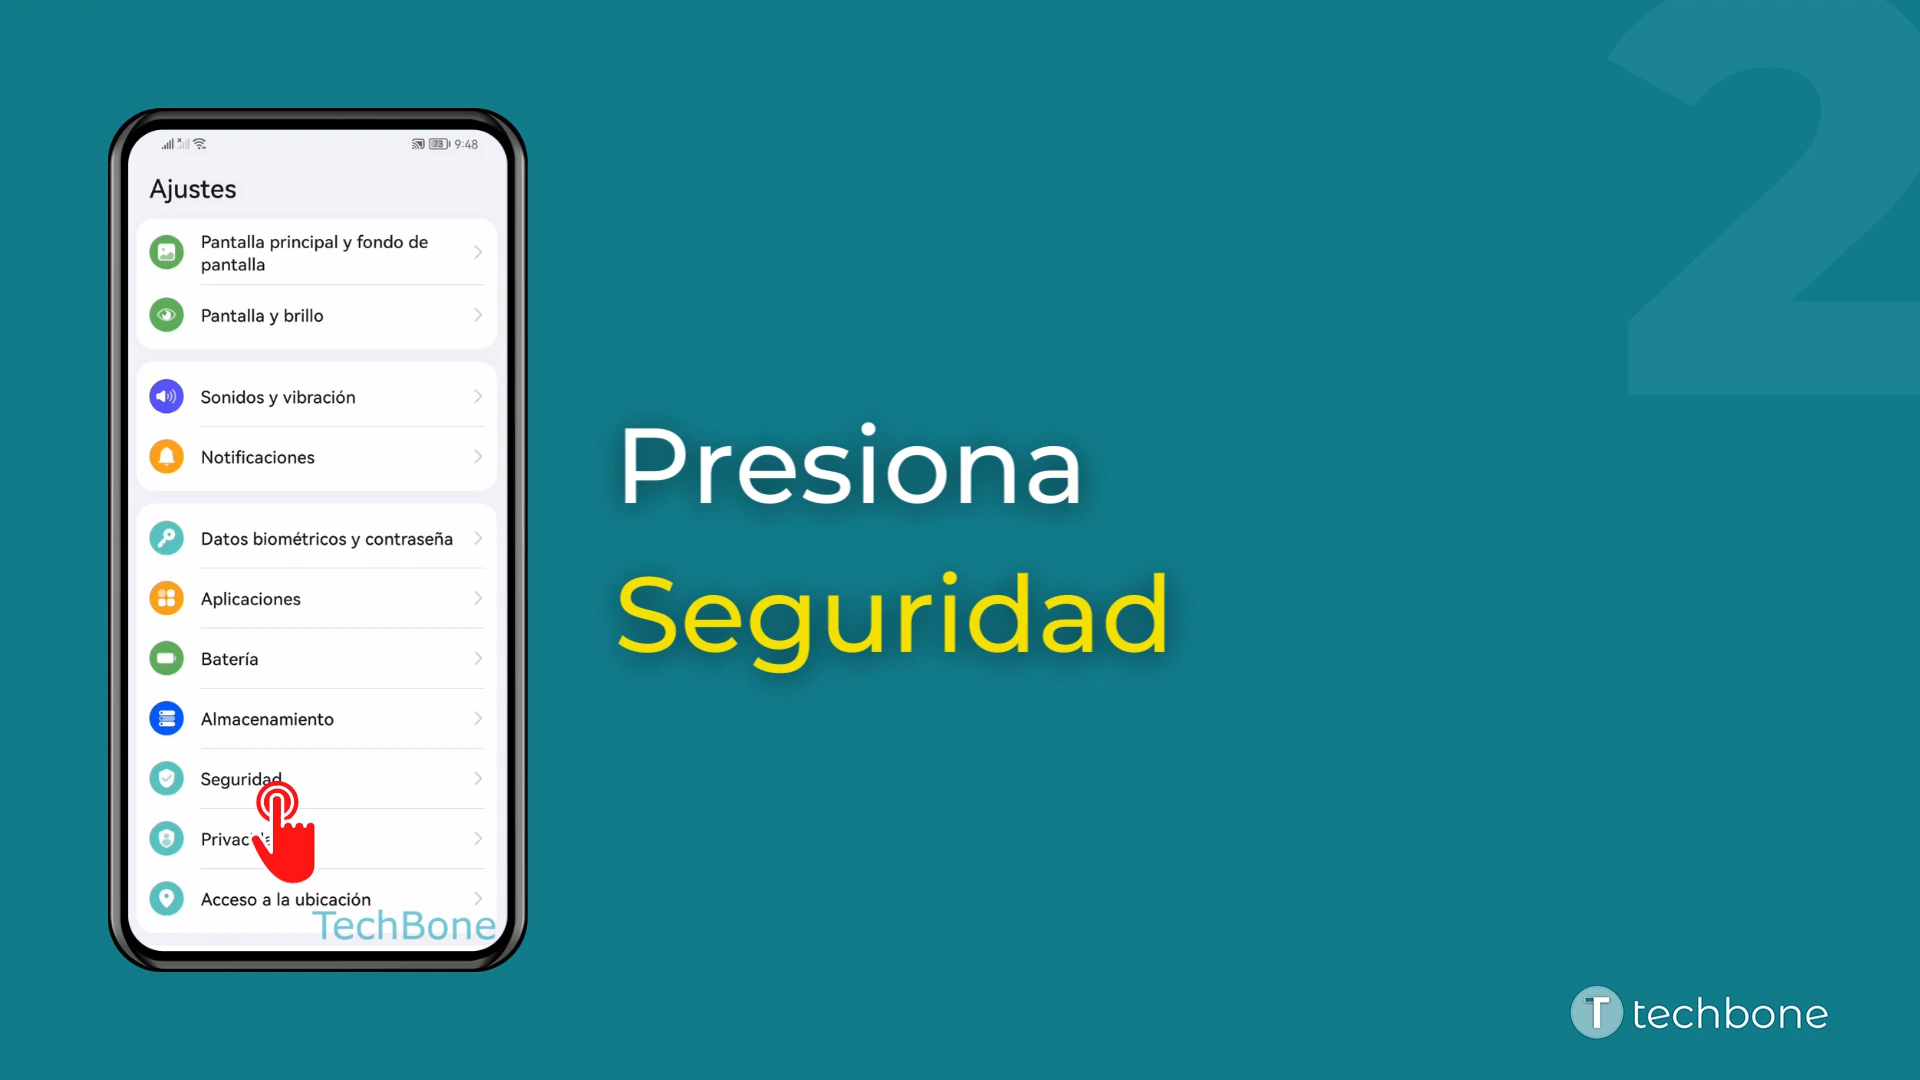 2
73 9:48
Ajustes
Pantalla principal y fondo de
pantalla
Pantalla y brillo
Sonidos y vibración
Notificaciones
Datos biométricos y contraseña
Aplicaciones
Batería
Almacenamiento
Seguridad
Acceso a la ubicación
TechBone
Presiona
Seguridad
T techbone